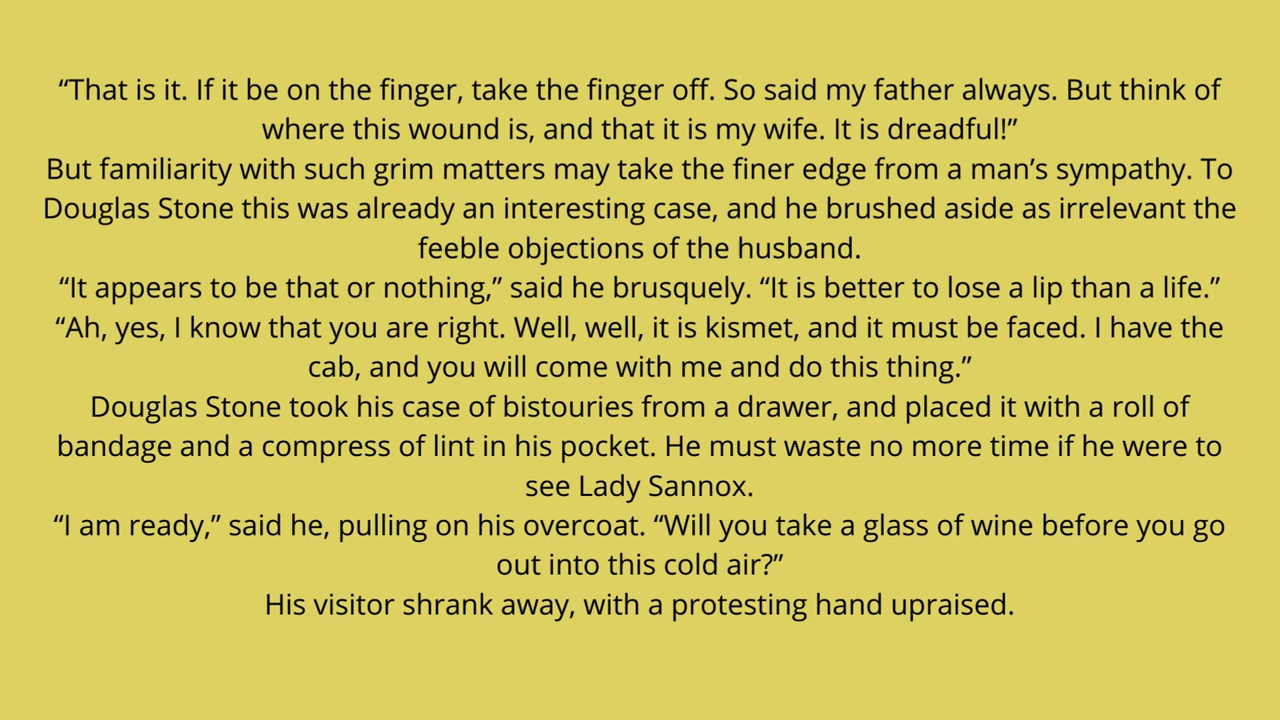 “That is it. If it be on the finger, take the finger off. So said my father always. But think of
where this wound is, and that it is my wife. It is dreadful!”
But familiarity with such grim matters may take the finer edge from a man’s sympathy. To
Douglas Stone this was already an interesting case, and he brushed aside as irrelevant the
feeble objections of the husband.
“It appears to be that or nothing,” said he brusquely. “It is better to lose a lip than a life.”
“Ah, yes, I know that you are right. Well, well, it is kismet, and it must be faced. I have the
cab, and you will come with me and do this thing.”
Douglas Stone took his case of bistouries from a drawer, and placed it with a roll of
bandage and a compress of lint in his pocket. He must waste no more time if he were to
see Lady Sannox.
“I am ready,” said he, pulling on his overcoat. “Will you take a glass of wine before you go
out into this cold air?”
His visitor shrank away, with a protesting hand upraised.